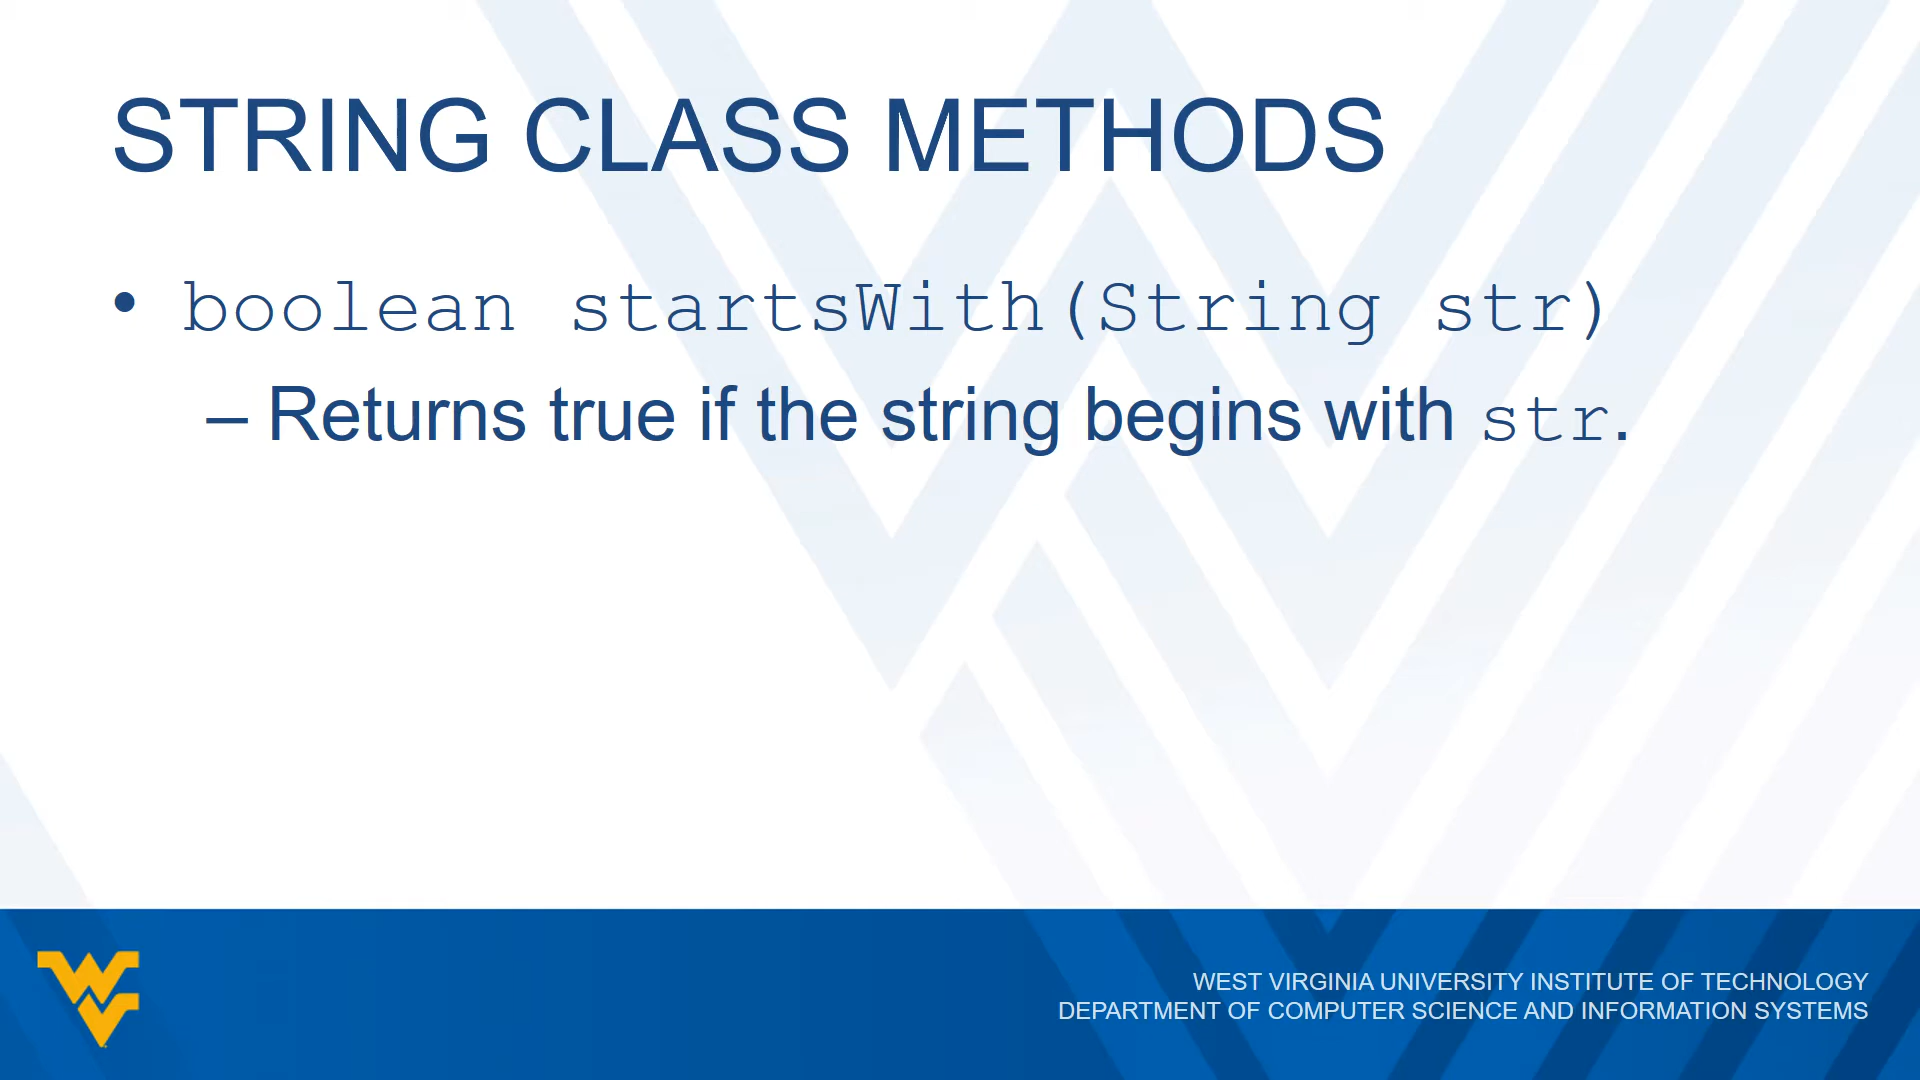 STRING CLASS METHODS
• boolean startsWith(String str)
– Returns true if the string begins with str.
WEST VIRGINIA UNIVERSITY INSTITUTE OF TECHNOLOGY
DEPARTMENT OF COMPUTER SCIENCE AND INFORMATION SYSTEMS